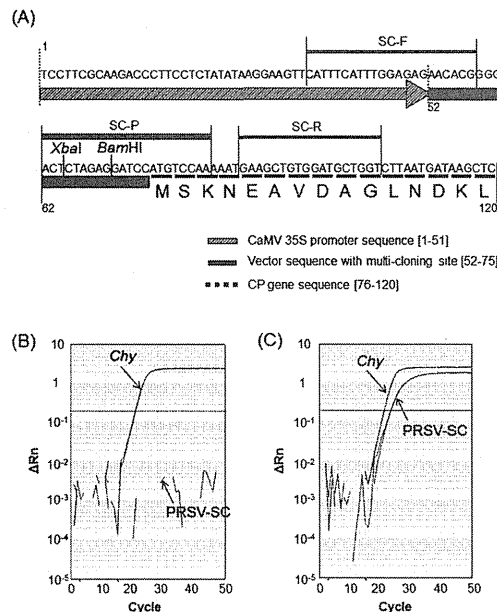 (A)
1
SC-F
TCCTTCGCAAGACCCTTCCTCTATATAAGGAAGTTCATTTCATTTGGAGAGAACACGGGG
52
SC-P
SC-R
XbaI BamHI
ACTCTAGAGGATCCATGTCCAAAAATGAAGCTGTGGATGCTGGTCTTAATGATAAGCTC
M S K N E A V D A G L N D K L
62
120
CaMV 35S promoter sequence [1-51]
Vector sequence with multi-cloning site [52-75]
CP gene sequence [76-120]
(B)
ΔRn
10
1
10-1
10-2
10-3
10-4
10-5
Chy
PRSV-SC
0 10 20 30 40 50
Cycle
(C)
ΔRn
10
1
10-1
10-2
10-3
10-4
10-5
Chy
PRSV-SC
0 10 20 30 40 50
Cycle